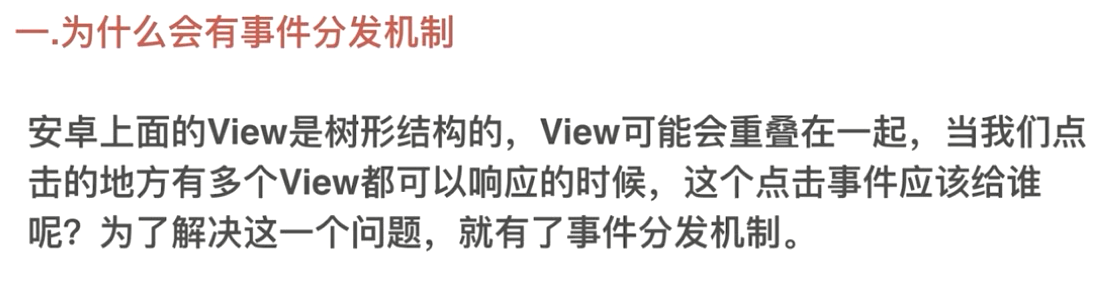 一.为什么会有事件分发机制
安卓上面的View是树形结构的，View可能会重叠在一起，当我们点
击的地方有多个View都可以响应的时候，这个点击事件应该给谁
呢？为了解决这一个问题，就有了事件分发机制。